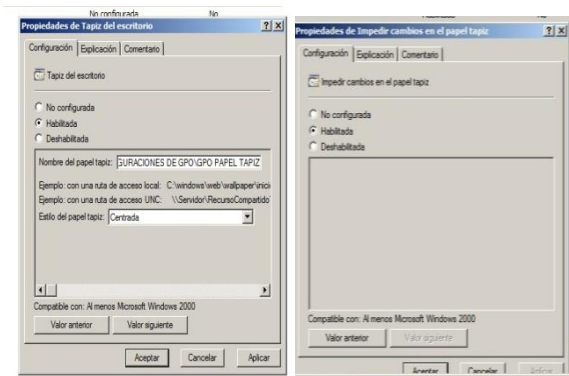 No configurada No
Propiedades de Tapiz del escritorio
Configuración Explicación Comentario
Tapiz del escritorio
No configurada
Habilitada
Deshabilitada
Nombre del papel tapiz: GURACIONES DE GPO\GPO PAPEL TAPIZ
Ejemplo: con una ruta de acceso local: C:\windows\web\wallpaper\inici
Ejemplo: con una ruta de acceso UNC: \\Servidor\RecursoCompartido\
Estilo del papel tapiz: Centrada
Compatible con: Al menos Microsoft Windows 2000
Valor anterior Valor siguiente
Aceptar Cancelar Aplicar
Propiedades de Impedir cambios en el papel tapiz
Configuración Explicación Comentario
Impedir cambios en el papel tapiz
No configurada
Habilitada
Deshabilitada
Compatible con: Al menos Microsoft Windows 2000
Valor anterior Valor siguiente
Aceptar Cancelar Aplicar